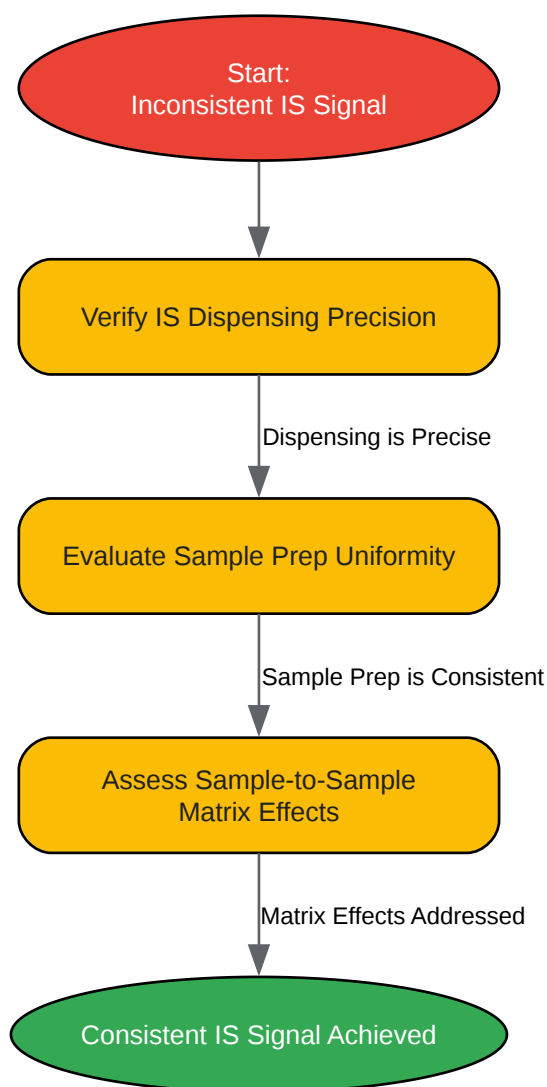 Start:
Inconsistent IS Signal
Verify IS Dispensing Precision
Dispensing is Precise
Evaluate Sample Prep Uniformity
Sample Prep is Consistent
Assess Sample-to-Sample
Matrix Effects
Matrix Effects Addressed
Consistent IS Signal Achieved